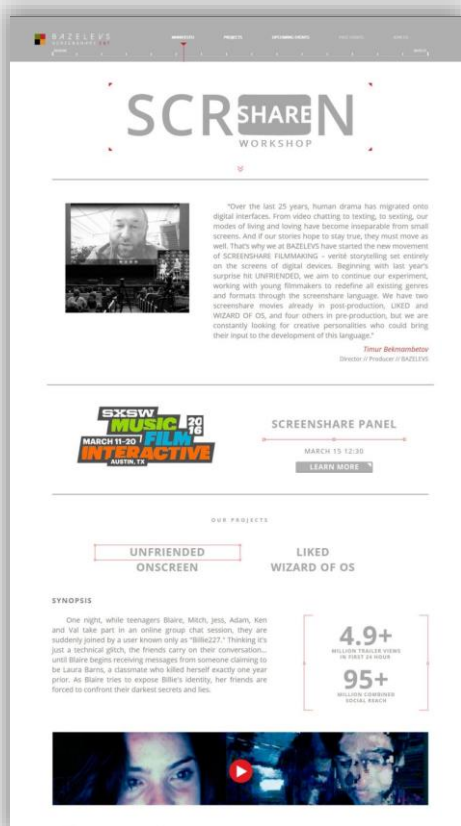 BAZELEVS
SCREENSHARE LAB
MANIFESTO PROJECTS UPCOMING EVENTS PAST EVENTS
SCR SHARE N
WORKSHOP
"Over the last 25 years, human drama has migrated onto
digital interfaces. From video chatting to texting, to sexting, our
modes of living and loving have become inseparable from small
screens. And if our stories hope to stay true, they must move as
well. That's why we at BAZELEVS have started the new movement
of SCREENSHARE FILMMAKING – verité storytelling set entirely
on the screens of digital devices. Beginning with last year's
surprise hit UNFRIENDED, we aim to continue our experiment,
working with young filmmakers to redefine all existing genres
and formats through the screenshare language. We have two
screenshare movies already in post-production, LIKED and
WIZARD OF OS, and four others in pre-production, but we are
constantly looking for creative personalities who could bring
their input to the development of this language."
Timur Bekmambetov
Director // Producer // BAZELEVS
SXSW
MUSIC 20
MARCH 11-20 FILM 16
INTERACTIVE
AUSTIN, TX
SCREENSHARE PANEL
MARCH 15 12:30
LEARN MORE
OUR PROJECTS
UNFRIENDED LIKED
ONSCREEN WIZARD OF OS
SYNOPSIS
One night, while teenagers Blaire, Mitch, Jess, Adam, Ken
and Val take part in an online group chat session, they are
suddenly joined by a user known only as "Billie227." Thinking it's
just a technical glitch, the friends carry on their conversation...
until Blaire begins receiving messages from someone claiming to
be Laura Barns, a classmate who killed herself exactly one year
prior. As Blaire tries to expose Billie's identity, her friends are
forced to confront their darkest secrets and lies.
4.9+
MILLION TRAILER VIEWS
IN FIRST 24 HOUR
95+
MILLION COMBINED
SOCIAL REACH